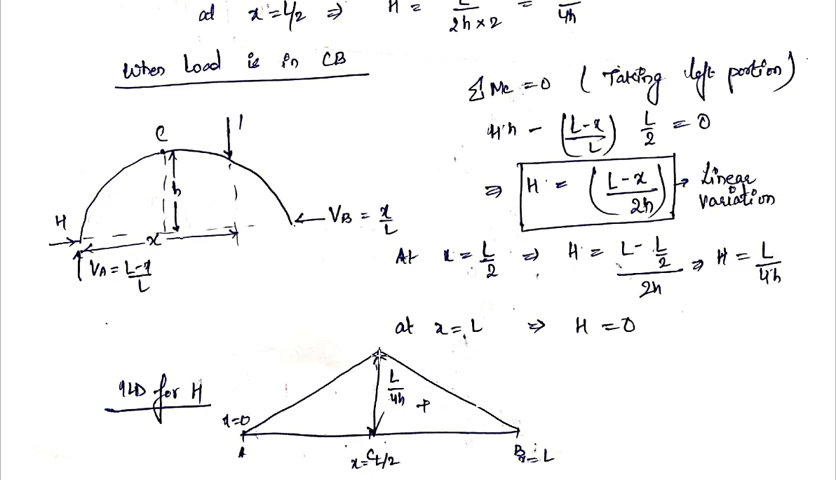 at x = L/2 ⇒ H = L / 2h×2 = / 4h
When Load is in CB
ΣMc = 0 ( Taking left portion )
H·h − (L-x / L) L/2 = 0
⇒ H = (L-x / 2h) → Linear variation
At x = L/2 ⇒ H = L - L/2 / 2h ⇒ H = L/4h
at x = L ⇒ H = 0
C
1
h
H
x
VA = L-x / L
VB = x/L
ILD for H
L/4h
+
x=0
A
C
x = L/2
B
x = L